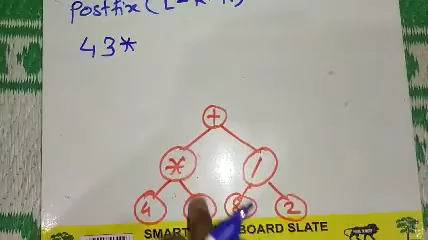 Postfix (L-R-
43*
+
* /
4 8 2
SMART BOARD SLATE